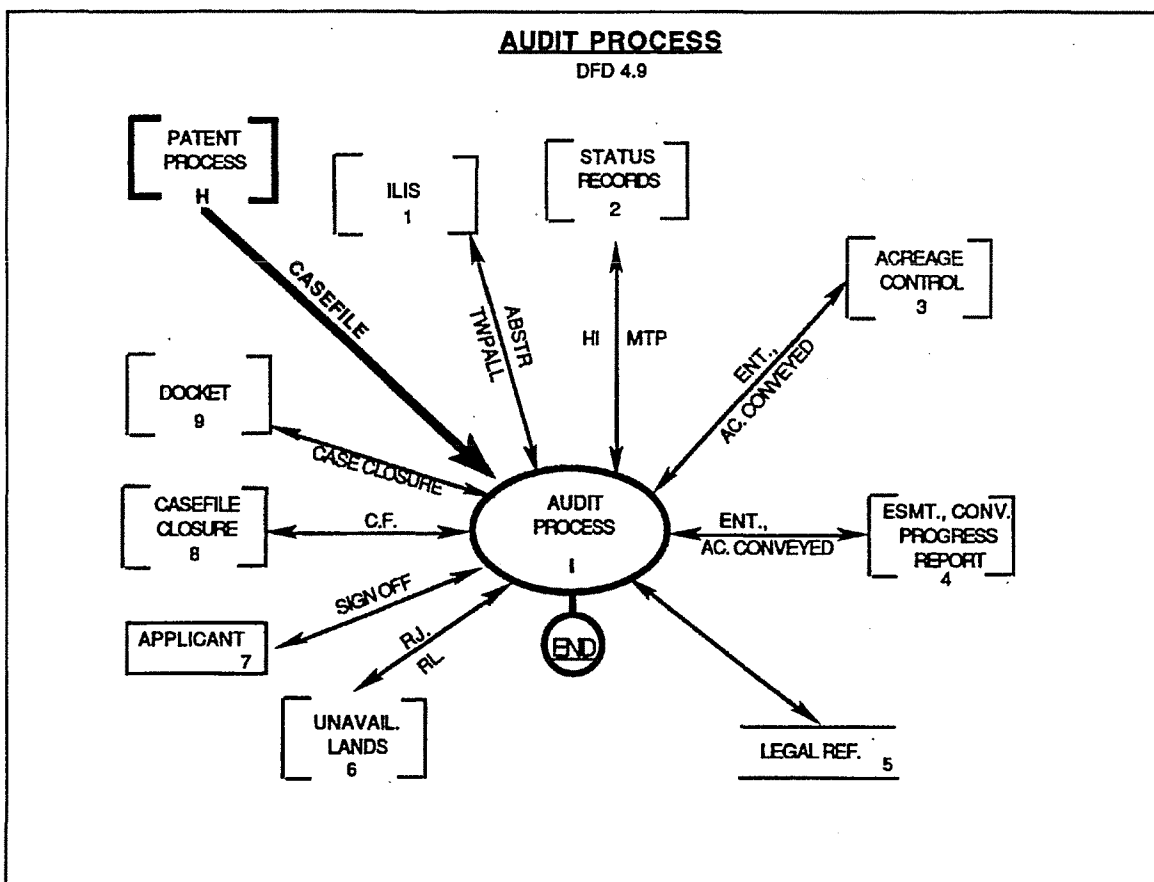 AUDIT PROCESS
DFD 4.9
PATENT
PROCESS
H
ILIS
1
STATUS
RECORDS
2
ACREAGE
CONTROL
3
CASEFILE
ABSTR
TWPALL
HI MTP
ENT.,
AC. CONVEYED
DOCKET
9
CASE CLOSURE
CASEFILE
CLOSURE
8
C.F.
AUDIT
PROCESS
I
ENT.,
AC. CONVEYED
ESMT., CONV.
PROGRESS
REPORT
4
SIGN OFF
APPLICANT
7
RJ.
RL.
END
UNAVAIL.
LANDS
6
LEGAL REF.
5